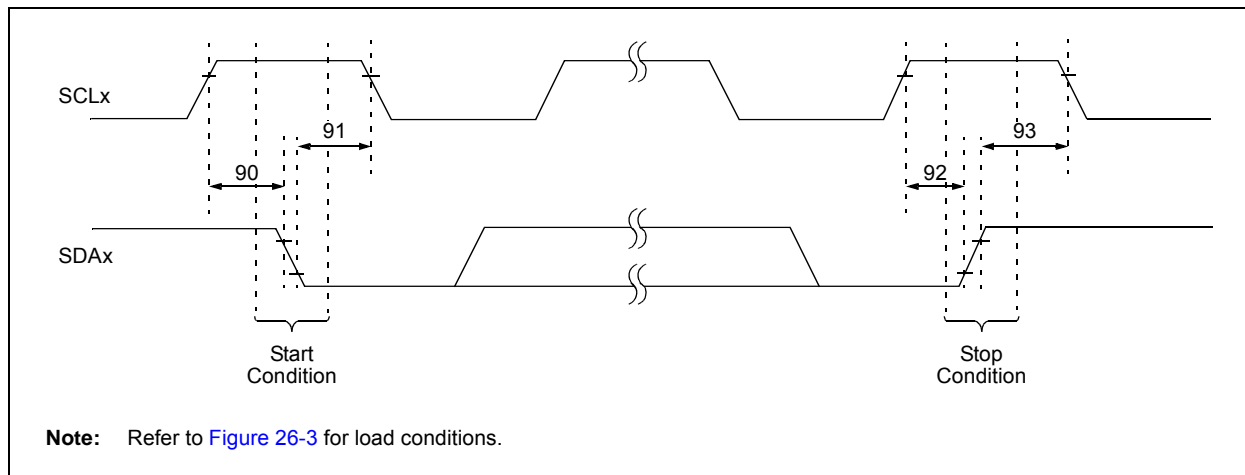 SCLx
91
93
90
92
SDAx
Start
Condition
Stop
Condition
Note: Refer to Figure 26-3 for load conditions.